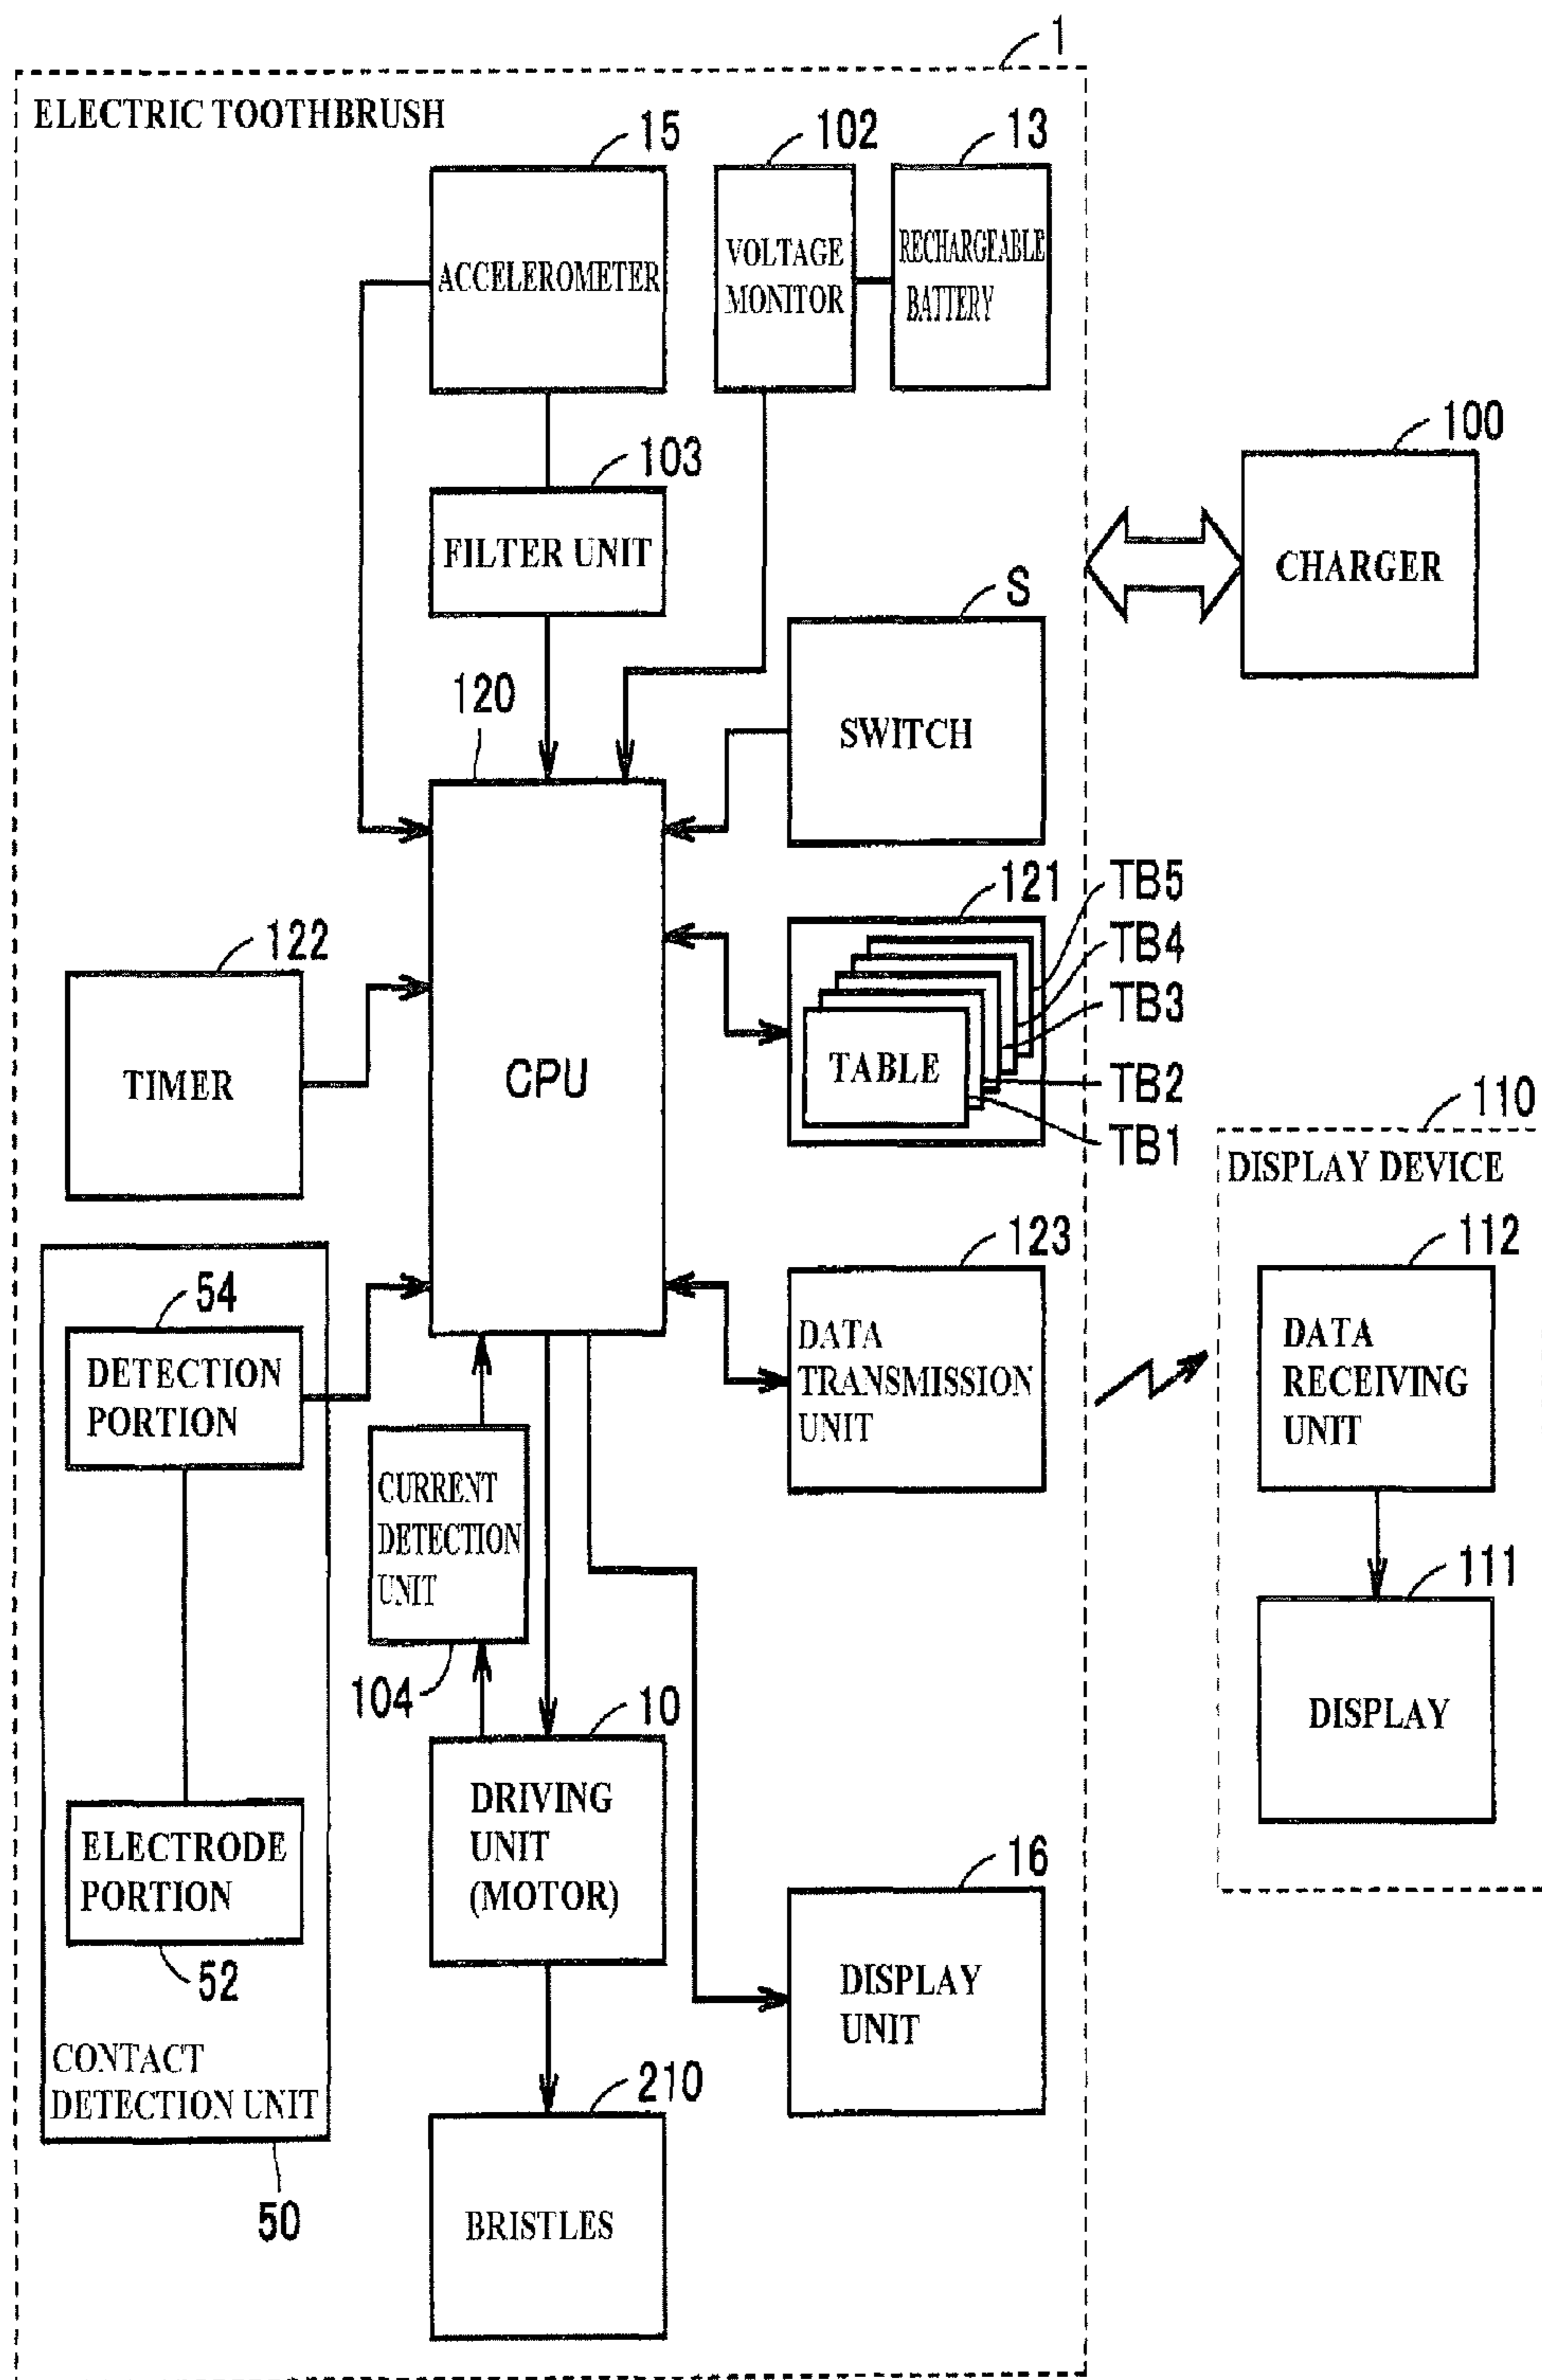 1
ELECTRIC TOOTHBRUSH
15
102
13
ACCELEROMETER
VOLTAGE
MONITOR
RECHARGEABLE
BATTERY
103
FILTER UNIT
100
CHARGER
S
SWITCH
120
CPU
121
TB5
TB4
TB3
TB2
TB1
TABLE
122
TIMER
110
DISPLAY DEVICE
112
DATA
RECEIVING
UNIT
111
DISPLAY
123
DATA
TRANSMISSION
UNIT
54
DETECTION
PORTION
CURRENT
DETECTION
UNIT
104
10
DRIVING
UNIT
(MOTOR)
ELECTRODE
PORTION
52
16
DISPLAY
UNIT
CONTACT
DETECTION UNIT
50
210
BRISTLES